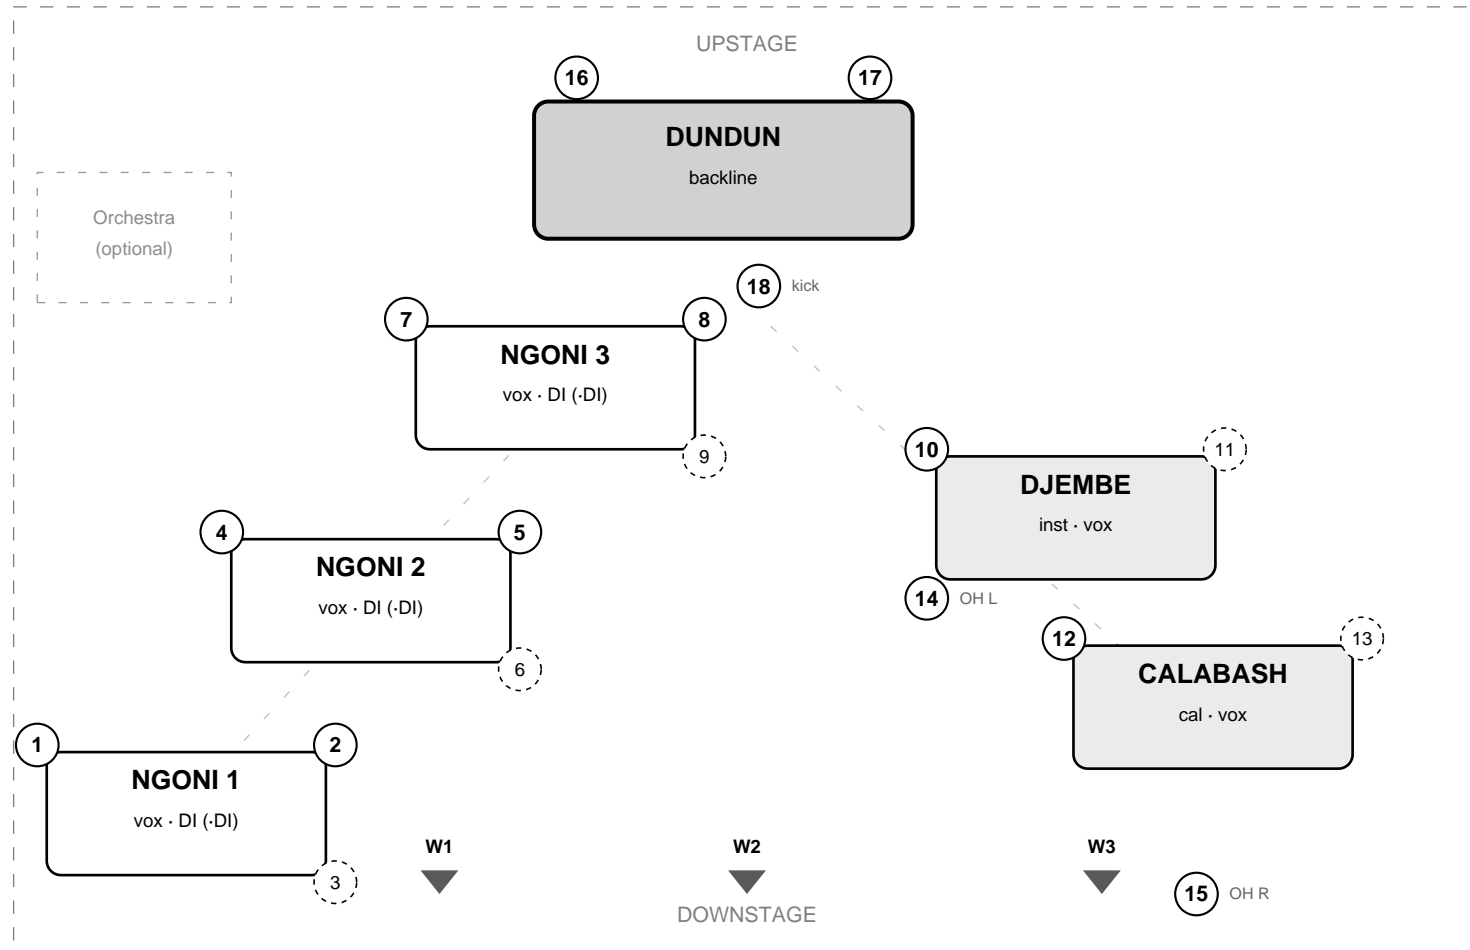 UPSTAGE
16
17
DUNDUN
backline
Orchestra
(optional)
18 kick
7
8
NGONI 3
vox · DI (·DI)
9
10
11
DJEMBE
inst · vox
4
5
NGONI 2
vox · DI (·DI)
6
14 OH L
12
13
CALABASH
cal · vox
1
2
NGONI 1
vox · DI (·DI)
3
W1
W2
W3
15 OH R
DOWNSTAGE